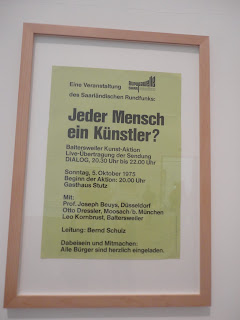 Eine Veranstaltung
des Saarländischen Rundfunks:
Jeder Mensch
ein Künstler?
Baltersweiler Kunst-Aktion
Live-Übertragung der Sendung
DIALOG, 20.30 Uhr bis 22.00 Uhr
Sonntag, 5. Oktober 1975
Beginn der Aktion: 20.00 Uhr
Gasthaus Stutz
Mit:
Prof. Joseph Beuys, Düsseldorf
Otto Dressler, Moosach/b. München
Leo Kornbrust, Baltersweiler
Leitung: Bernd Schulz
Dabeisein und Mitmachen:
Alle Bürger sind herzlich eingeladen.